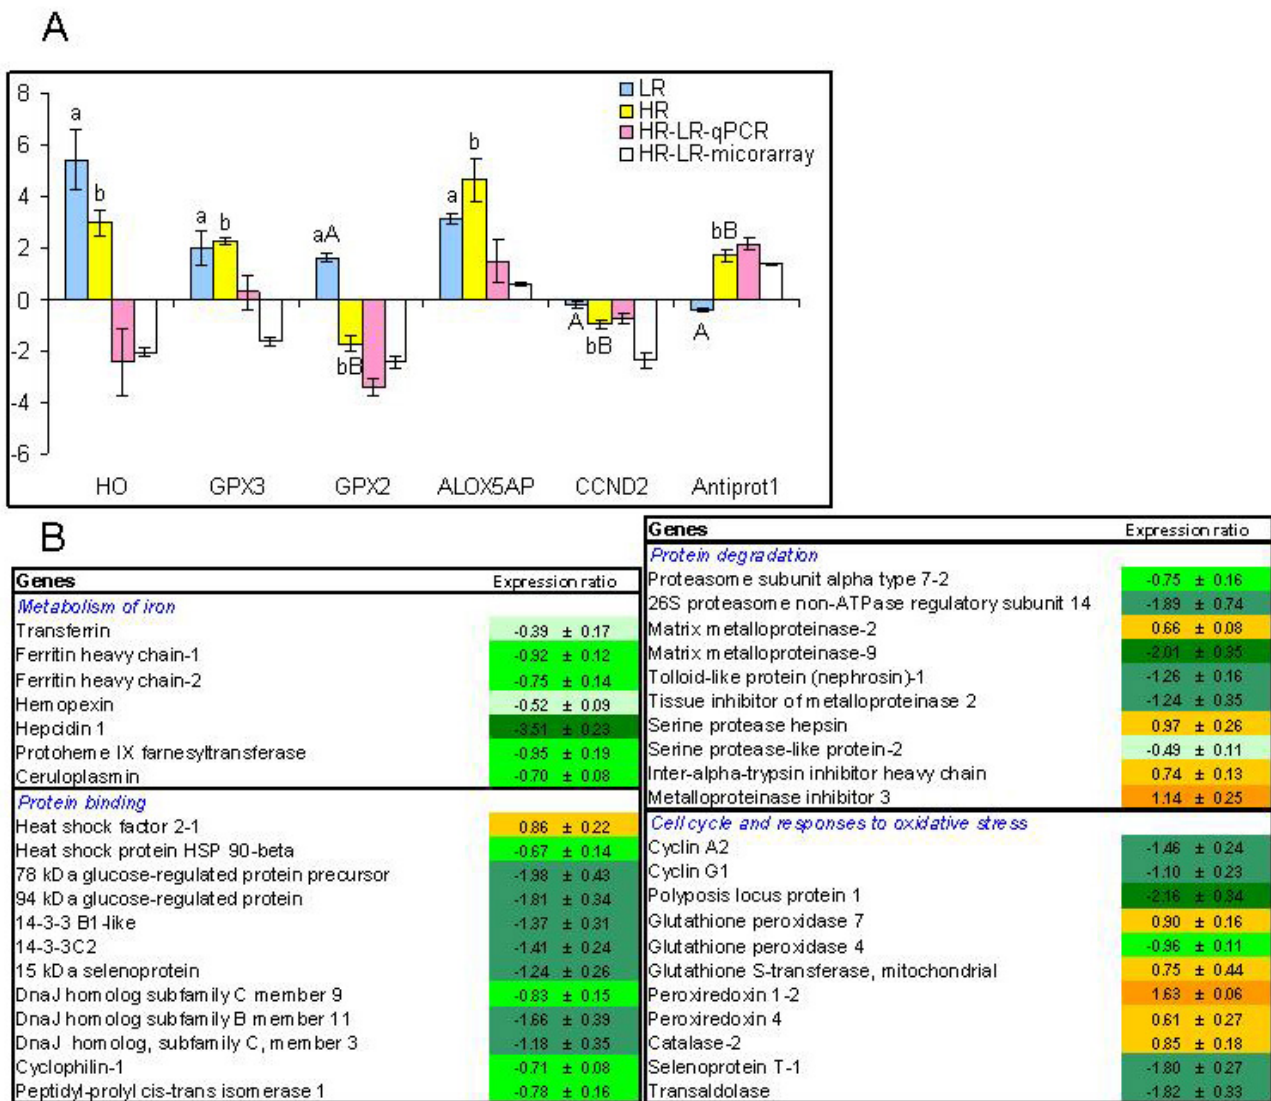 A
8
6
4
2
0
-2
-4
-6
LR
HR
HR-LR-qPCR
HR-LR-micorarray
a
b
a
b
aA
bB
a
b
A
bB
A
bB
HO GPX3 GPX2 ALOX5AP CCND2 Antiprot1
B
Genes Expression ratio
Metabolism of iron
Transferrin -0.39 ± 0.17
Ferritin heavy chain-1 -0.92 ± 0.12
Ferritin heavy chain-2 -0.75 ± 0.14
Hemopexin -0.52 ± 0.09
Hepcidin 1 -3.51 ± 0.23
Protoheme IX farnesyltransferase -0.95 ± 0.19
Ceruloplasmin -0.70 ± 0.08
Protein binding
Heat shock factor 2-1 0.86 ± 0.22
Heat shock protein HSP 90-beta -0.67 ± 0.14
78 kDa glucose-regulated protein precursor -1.98 ± 0.43
94 kDa glucose-regulated protein -1.81 ± 0.34
14-3-3 B1-like -1.37 ± 0.31
14-3-3C2 -1.41 ± 0.24
15 kDa selenoprotein -1.24 ± 0.26
DnaJ homolog subfamily C member 9 -0.83 ± 0.15
DnaJ homolog subfamily B member 11 -1.66 ± 0.39
DnaJ homolog, subfamily C, member 3 -1.18 ± 0.35
Cyclophilin-1 -0.71 ± 0.08
Peptidyl-prolyl cis-trans isomerase 1 -0.78 ± 0.16
Genes Expression ratio
Protein degradation
Proteasome subunit alpha type 7-2 -0.75 ± 0.16
26S proteasome non-ATPase regulatory subunit 14 -1.89 ± 0.74
Matrix metalloproteinase-2 0.66 ± 0.08
Matrix metalloproteinase-9 -2.01 ± 0.35
Tolloid-like protein (nephrosin)-1 -1.26 ± 0.16
Tissue inhibitor of metalloproteinase 2 -1.24 ± 0.35
Serine protease hepsin 0.97 ± 0.26
Serine protease-like protein-2 -0.49 ± 0.11
Inter-alpha-trypsin inhibitor heavy chain 0.74 ± 0.13
Metalloproteinase inhibitor 3 1.14 ± 0.25
Cell cycle and responses to oxidative stress
Cyclin A2 -1.46 ± 0.24
Cyclin G1 -1.10 ± 0.23
Polyposis locus protein 1 -2.16 ± 0.34
Glutathione peroxidase 7 0.90 ± 0.16
Glutathione peroxidase 4 -0.96 ± 0.11
Glutathione S-transferase, mitochondrial 0.75 ± 0.44
Peroxiredoxin 1-2 1.63 ± 0.06
Peroxiredoxin 4 0.61 ± 0.27
Catalase-2 0.85 ± 0.18
Selenoprotein T-1 -1.80 ± 0.27
Transaldolase -1.82 ± 0.33